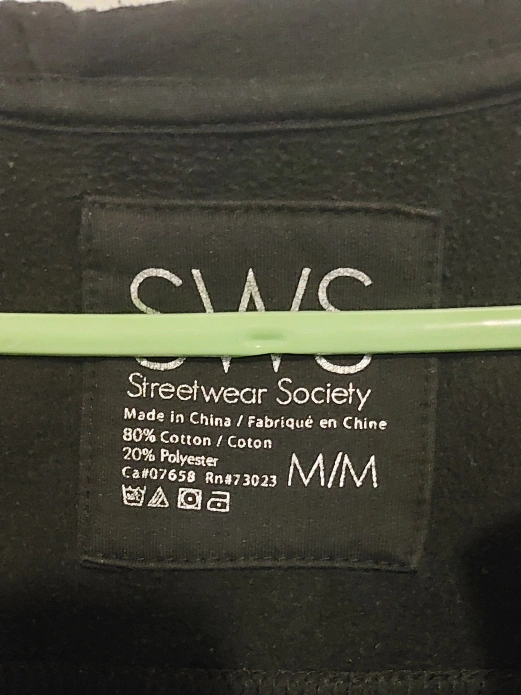 SWS
Streetwear Society
Made in China / Fabriqué en Chine
80% Cotton / Coton
20% Polyester
Ca#07658 Rn#73023 M/M